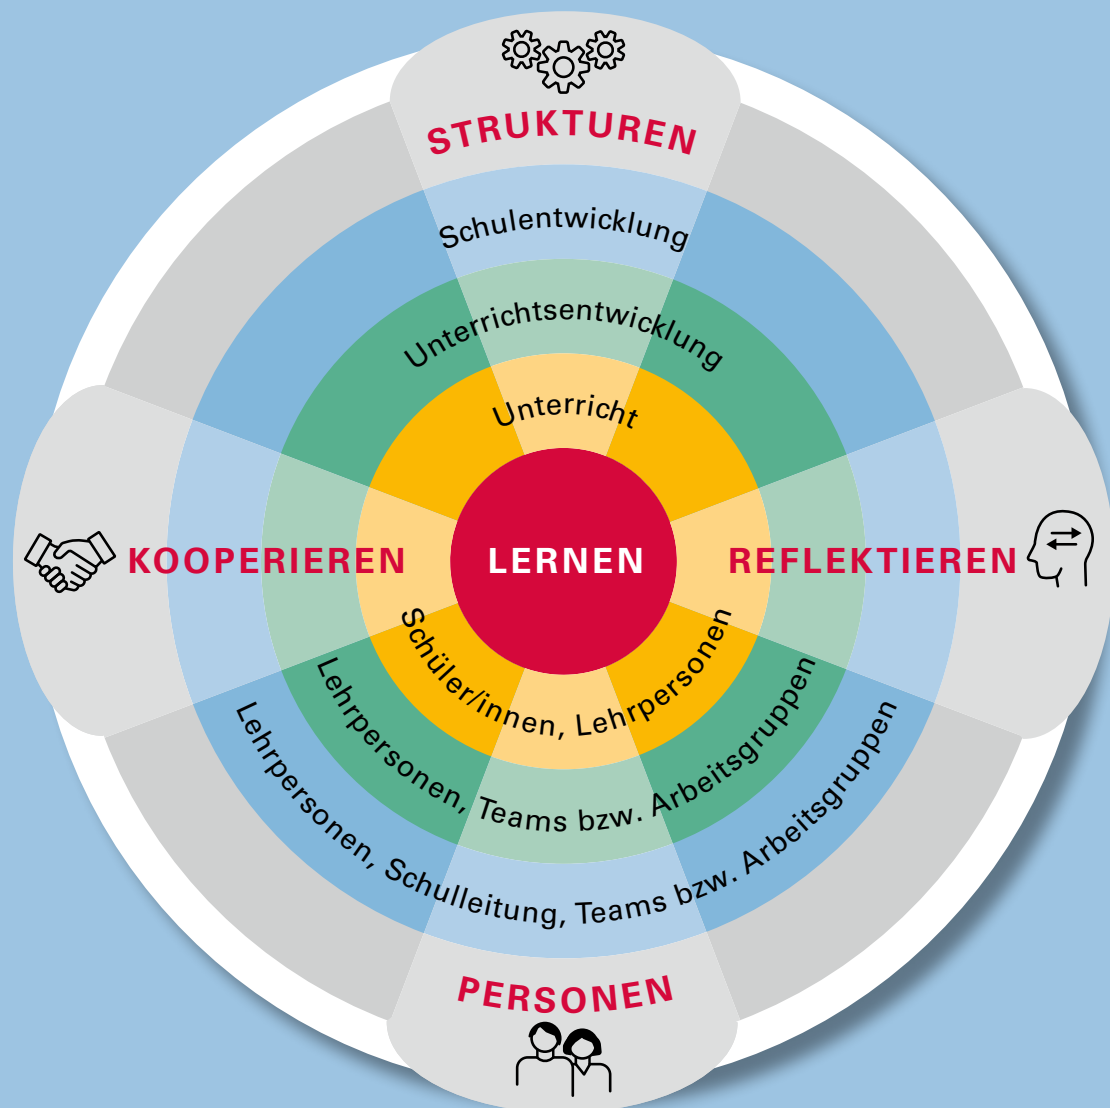 STRUKTUREN
Schulentwicklung
Unterrichtsentwicklung
Unterricht
KOOPERIEREN
LERNEN
REFLEKTIEREN
Schüler/innen, Lehrpersonen
Lehrpersonen, Teams bzw. Arbeitsgruppen
Lehrpersonen, Schulleitung, Teams bzw. Arbeitsgruppen
PERSONEN